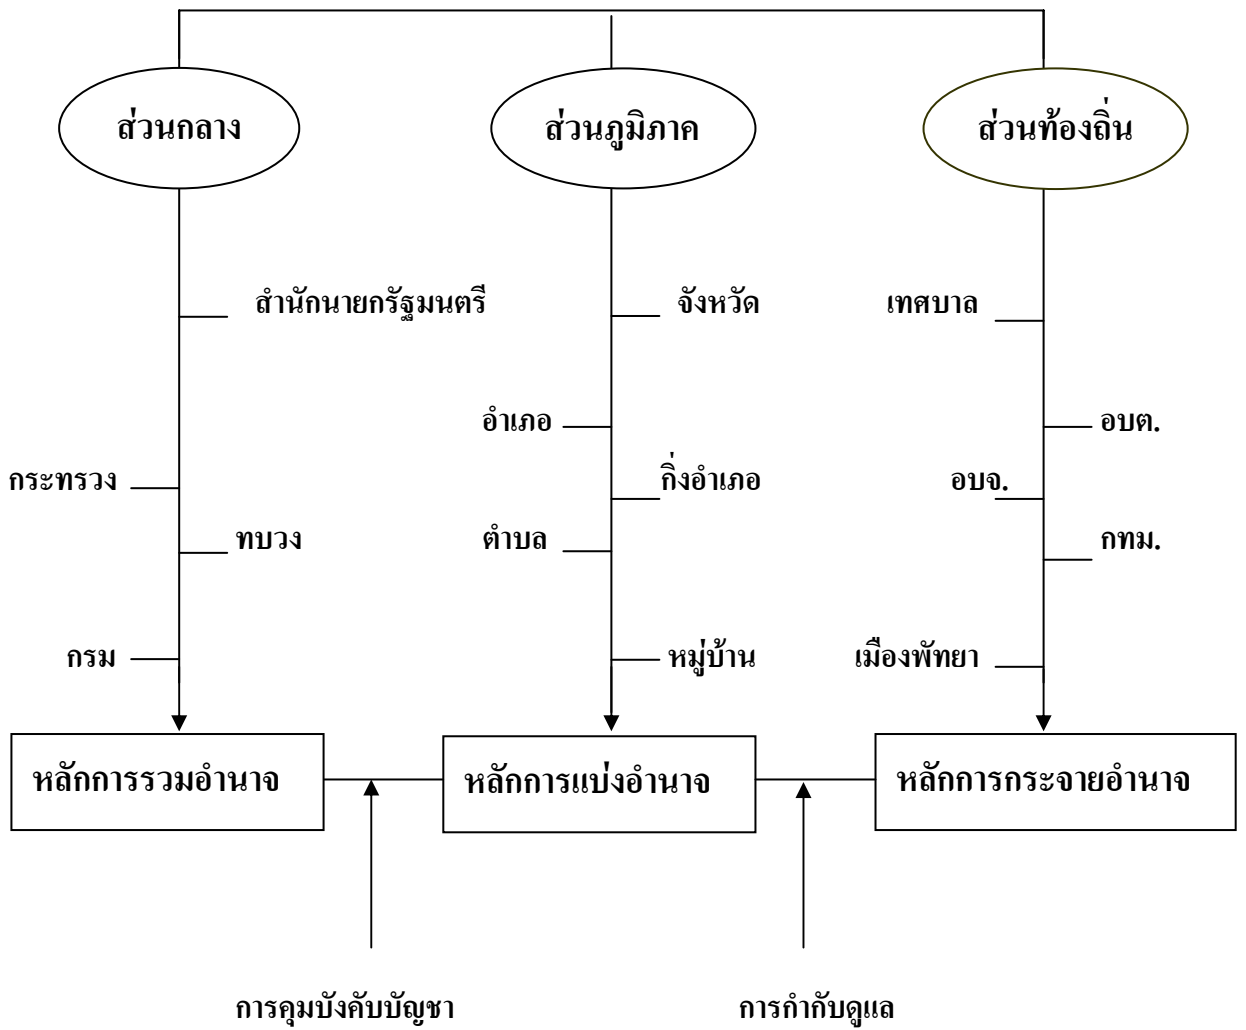 ส่วนกลาง ส่วนภูมิภาค ส่วนท้องถิ่น
สำนักนายกรัฐมนตรี จังหวัด เทศบาล
อำเภอ อบต.
กระทรวง กิ่งอำเภอ อบจ.
ทบวง ตำบล กทม.
กรม หมู่บ้าน เมืองพัทยา
หลักการรวมอำนาจ หลักการแบ่งอำนาจ หลักการกระจายอำนาจ
การคุมบังคับบัญชา การกำกับดูแล